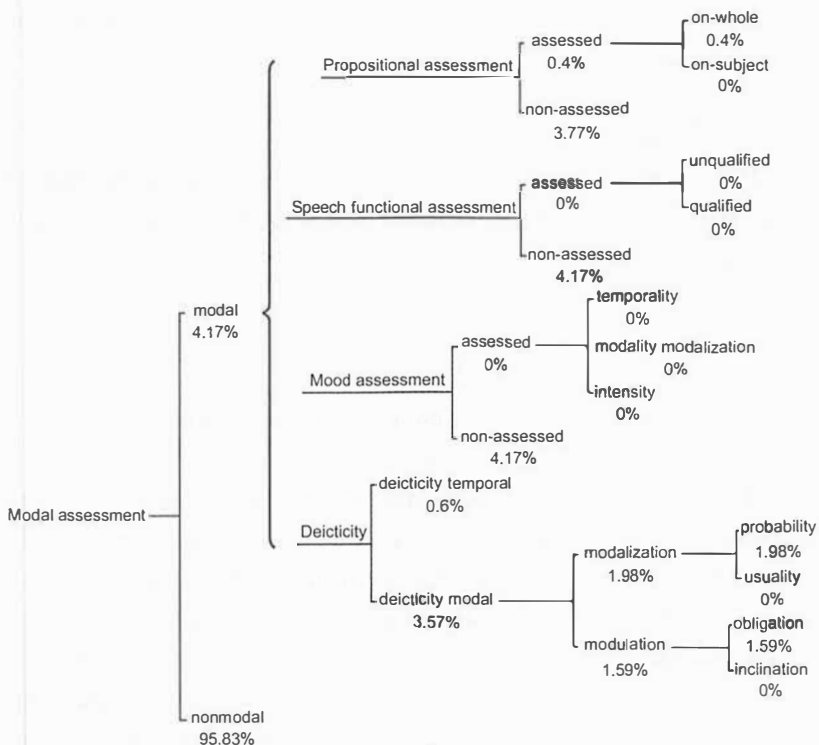 on-whole
assessed
0.4%
0.4%
Propositional assessment
on-subject
0%
non-assessed
3.77%
unqualified
assessed
0%
0%
Speech functional assessment
qualified
0%
non-assessed
4.17%
temporality
modal
0%
4.17%
assessed
modality modalization
0%
0%
Mood assessment
intensity
0%
non-assessed
4.17%
deicticity temporal
0.6%
Modal assessment
Deicticity
probability
modalization
1.98%
1.98%
usuality
deicticity modal
0%
3.57%
obligation
modulation
1.59%
1.59%
inclination
0%
nonmodal
95.83%